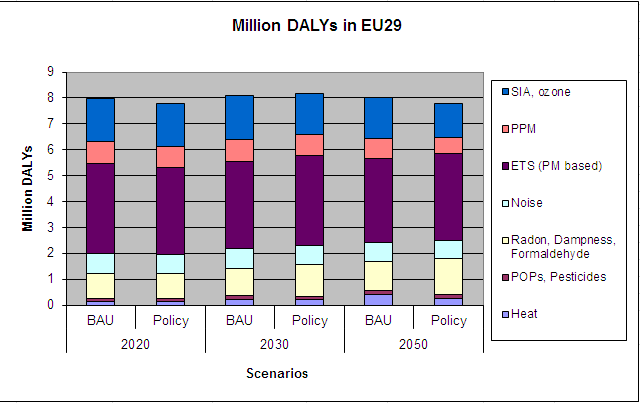 Million DALYs in EU29
Million DALYs
9
8
7
6
5
4
3
2
1
0
BAU Policy BAU Policy BAU Policy
2020 2030 2050
Scenarios
SIA, ozone
PPM
ETS (PM based)
Noise
Radon, Dampness,
Formaldehyde
POPs, Pesticides
Heat